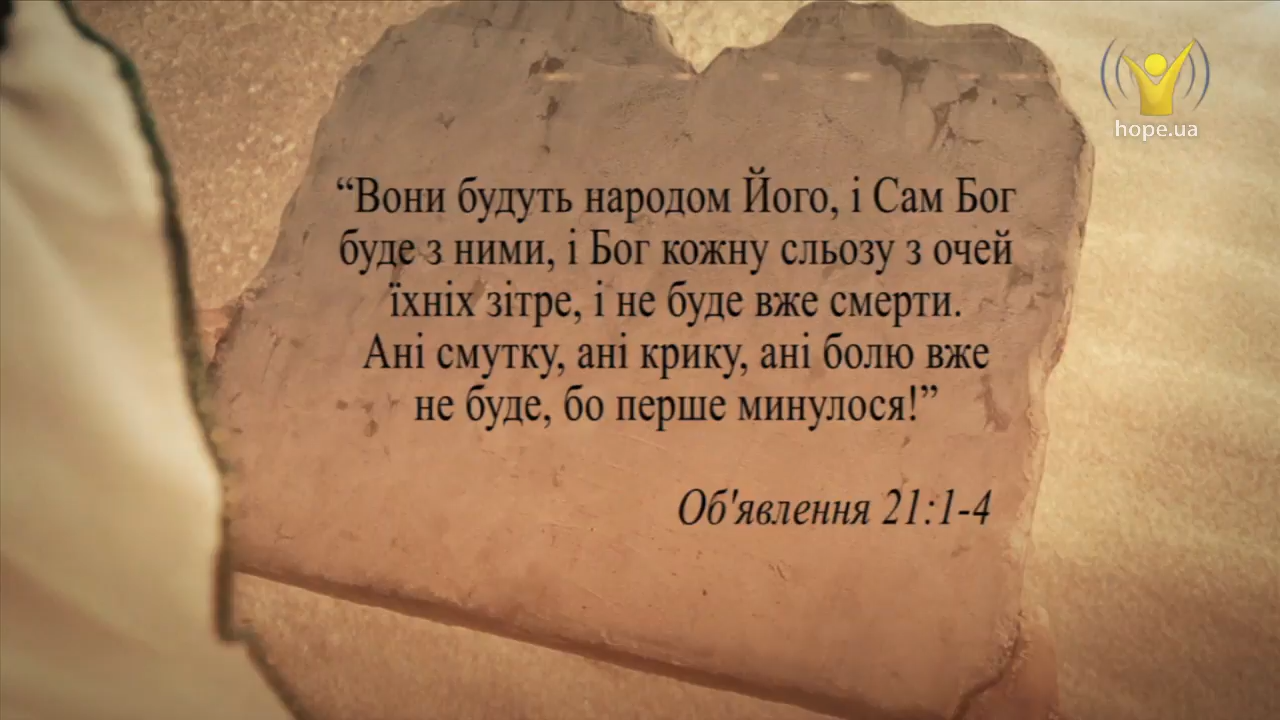 hope.ua
“Вони будуть народом Його, і Сам Бог
буде з ними, і Бог кожну сльозу з очей
їхніх зітре, і не буде вже смерти.
Ані смутку, ані крику, ані болю вже
не буде, бо перше минулося!”
Об'явлення 21:1-4